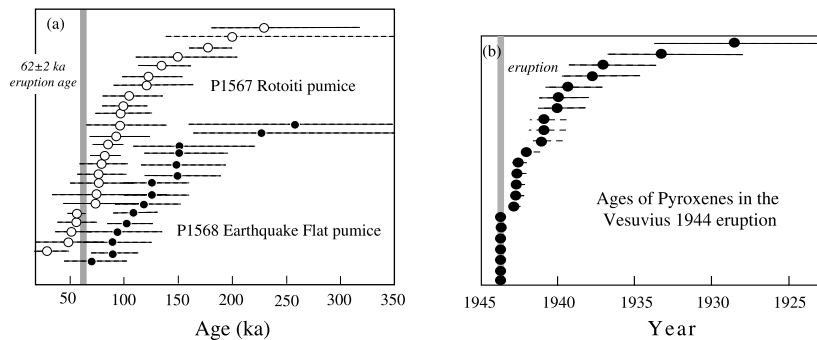 (a)
62±2 ka
eruption age
P1567 Rotoiti pumice
P1568 Earthquake Flat pumice
50 100 150 200 250 300 350
Age (ka)
(b)
eruption
Ages of Pyroxenes in the
Vesuvius 1944 eruption
1945 1940 1935 1930 1925
Year